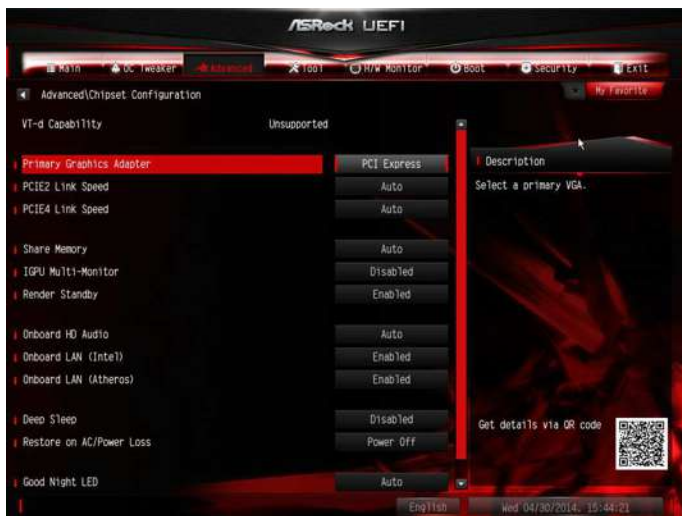 ASRock UEFI
Main OC Tweaker Advanced Tool H/W Monitor Boot Security Exit
Advanced\Chipset Configuration
My Favorite
VT-d Capability Unsupported
Primary Graphics Adapter PCI Express
PCIE2 Link Speed Auto
PCIE4 Link Speed Auto
Share Memory Auto
IGPU Multi-Monitor Disabled
Render Standby Enabled
Onboard HD Audio Auto
Onboard LAN (Intel) Enabled
Onboard LAN (Atheros) Enabled
Deep Sleep Disabled
Restore on AC/Power Loss Power Off
Good Night LED Auto
Description
Select a primary VGA.
Get details via QR code
English
Wed 04/30/2014, 15:44:21